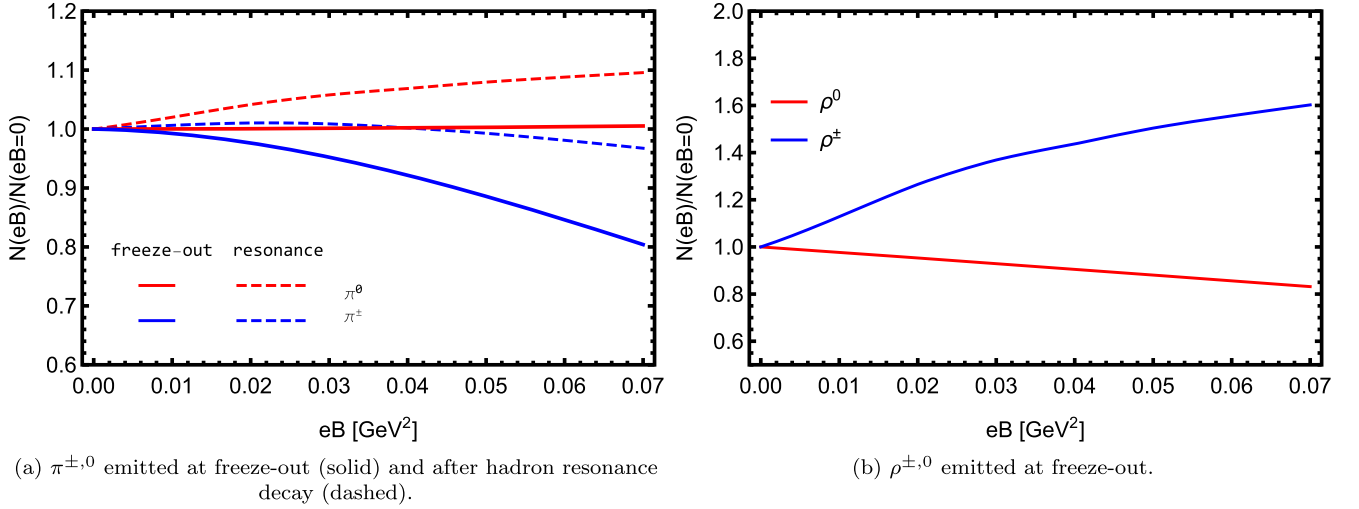 1.2
1.1
1.0
0.9
0.8
0.7
0.6
N(eB)/N(eB=0)
freeze-out resonance
π⁰
π±
0.00 0.01 0.02 0.03 0.04 0.05 0.06 0.07
eB [GeV²]
(a) π±,⁰ emitted at freeze-out (solid) and after hadron resonance
decay (dashed).
2.0
1.8
1.6
1.4
1.2
1.0
0.8
0.6
N(eB)/N(eB=0)
ρ⁰
ρ±
0.00 0.01 0.02 0.03 0.04 0.05 0.06 0.07
eB [GeV²]
(b) ρ±,⁰ emitted at freeze-out.